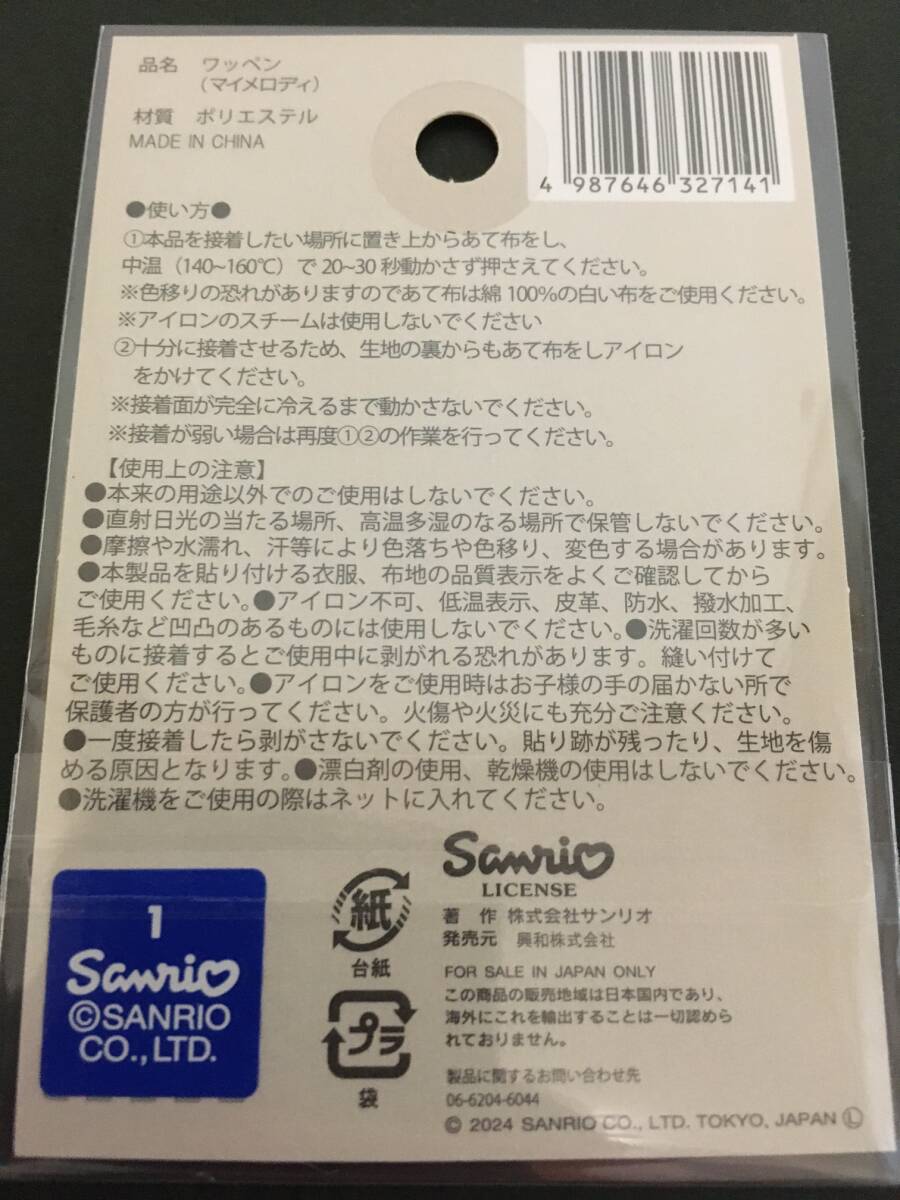 品名 ワッペン
(マイメロディ)
材質 ポリエステル
MADE IN CHINA
4 987646 327141
●使い方●
①本品を接着したい場所に置き上からあて布をし、
中温(140~160℃)で20~30秒動かさず押さえてください。
※色移りの恐れがありますのであて布は綿100%の白い布をご使用ください。
※アイロンのスチームは使用しないでください
②十分に接着させるため、生地の裏からもあて布をしアイロン
をかけてください。
※接着面が完全に冷えるまで動かさないでください。
※接着が弱い場合は再度①②の作業を行ってください。
【使用上の注意】
●本来の用途以外でのご使用はしないでください。
●直射日光の当たる場所、高温多湿のなる場所で保管しないでください。
●摩擦や水濡れ、汗等により色落ちや色移り、変色する場合があります。
●本製品を貼り付ける衣服、布地の品質表示をよくご確認してから
ご使用ください。●アイロン不可、低温表示、皮革、防水、撥水加工、
毛糸など凹凸のあるものには使用しないでください。●洗濯回数が多い
ものに接着するとご使用中に剥がれる恐れがあります。縫い付けて
ご使用ください。●アイロンをご使用時はお子様の手の届かない所で
保護者の方が行ってください。火傷や火災にも充分ご注意ください。
●一度接着したら剥がさないでください。貼り跡が残ったり、生地を傷
める原因となります。●漂白剤の使用、乾燥機の使用はしないでください。
●洗濯機をご使用の際はネットに入れてください。
1
Sanrio
©SANRIO
CO.,LTD.
紙
台紙
プラ
袋
Sanrio
LICENSE
著 作 株式会社サンリオ
発売元 興和株式会社
FOR SALE IN JAPAN ONLY
この商品の販売地域は日本国内であり、
海外にこれを輸出することは一切認めら
れておりません。
製品に関するお問い合わせ先
06-6204-6044
© 2024 SANRIO CO., LTD. TOKYO, JAPAN Ⓛ